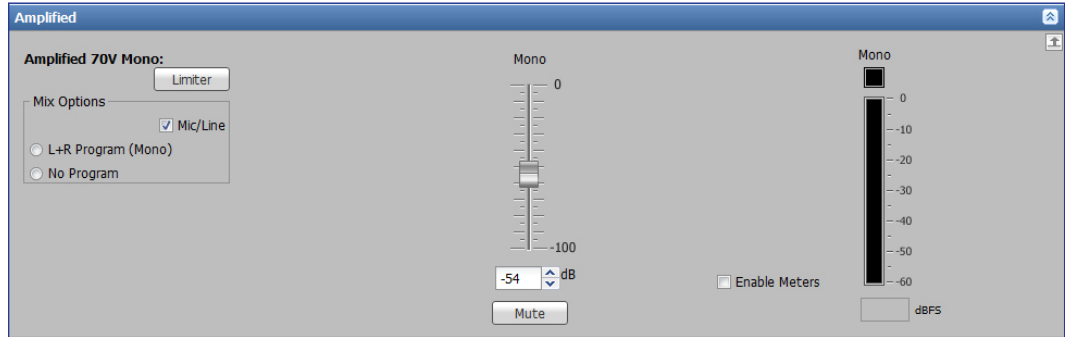 Amplified
Amplified 70V Mono:
Limiter
Mix Options
Mic/Line
L+R Program (Mono)
No Program
Mono
0
-100
-54 dB
Mute
Enable Meters
Mono
0
-10
-20
-30
-40
-50
-60
dBFS